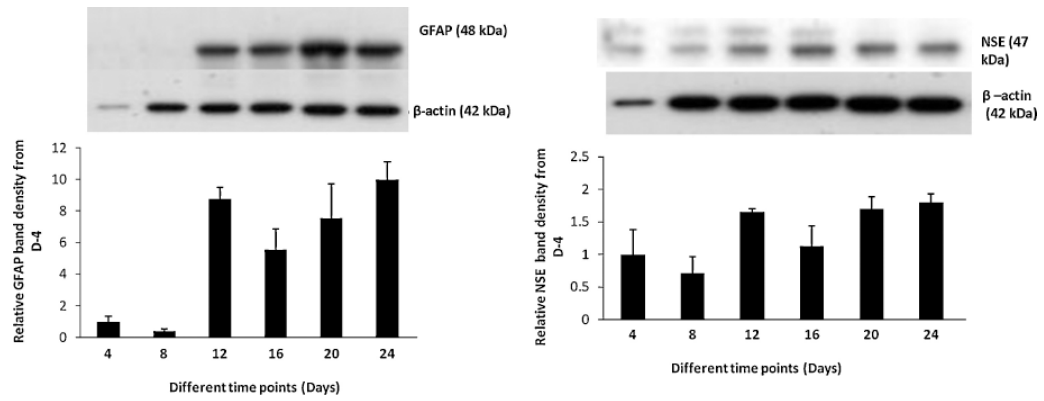 GFAP (48 kDa)
β-actin (42 kDa)
Relative GFAP band density from
D-4
12
10
8
6
4
2
0
4 8 12 16 20 24
Different time points (Days)
NSE (47
kDa)
β –actin
(42 kDa)
Relative NSE band density from
D-4
2.5
2
1.5
1
0.5
0
4 8 12 16 20 24
Different time points (Days)